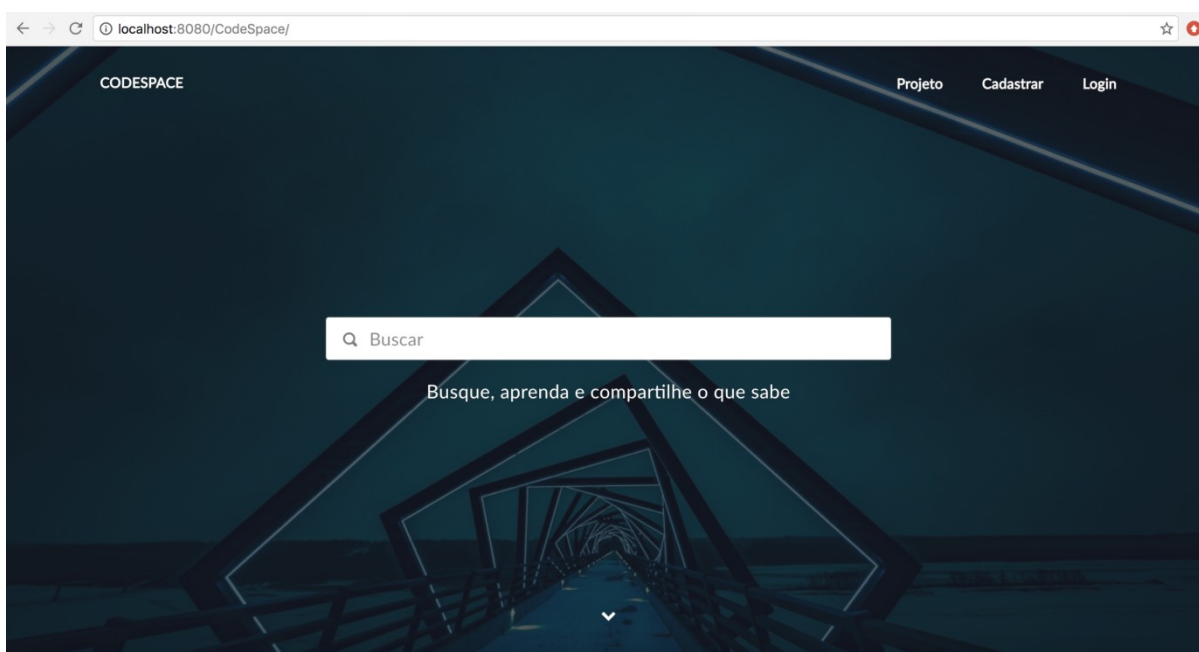 localhost:8080/CodeSpace/
CODESPACE Projeto Cadastrar Login
Buscar
Busque, aprenda e compartilhe o que sabe